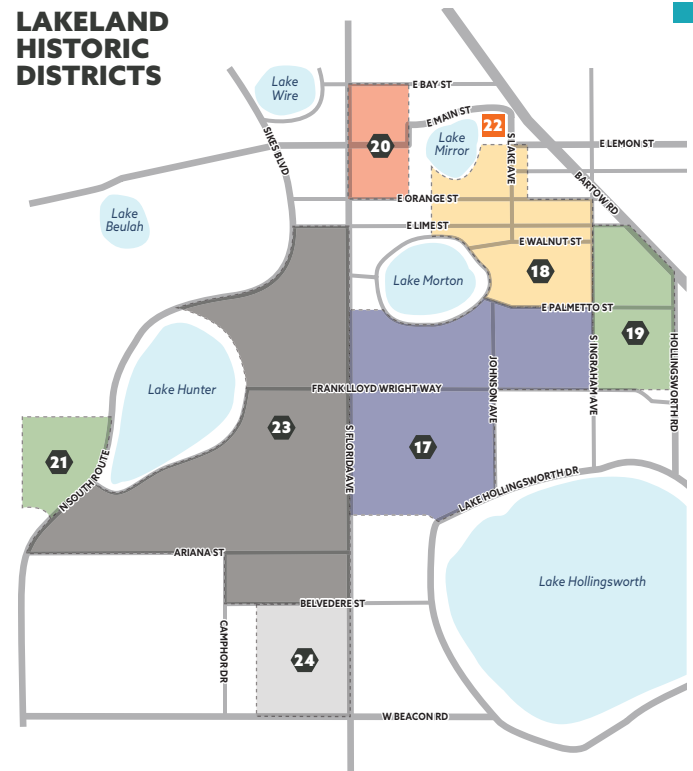 LAKELAND
HISTORIC
DISTRICTS
Lake
Wire
E BAY ST
E MAIN ST
22
20
Lake
Mirror
S LAKE AVE
E LEMON ST
SIKES BLVD
BARTOW RD
Lake
Beulah
E ORANGE ST
E LIME ST
E WALNUT ST
Lake Morton
18
E PALMETTO ST
19
Lake Hunter
FRANK LLOYD WRIGHT WAY
JOHNSON AVE
S INGRAHAM AVE
HOLLINGSWORTH RD
23
S FLORIDA AVE
17
21
N SOUTH ROUTE
LAKE HOLLINGSWORTH DR
ARIANA ST
Lake Hollingsworth
BELVEDERE ST
CAMPHOR DR
24
W BEACON RD